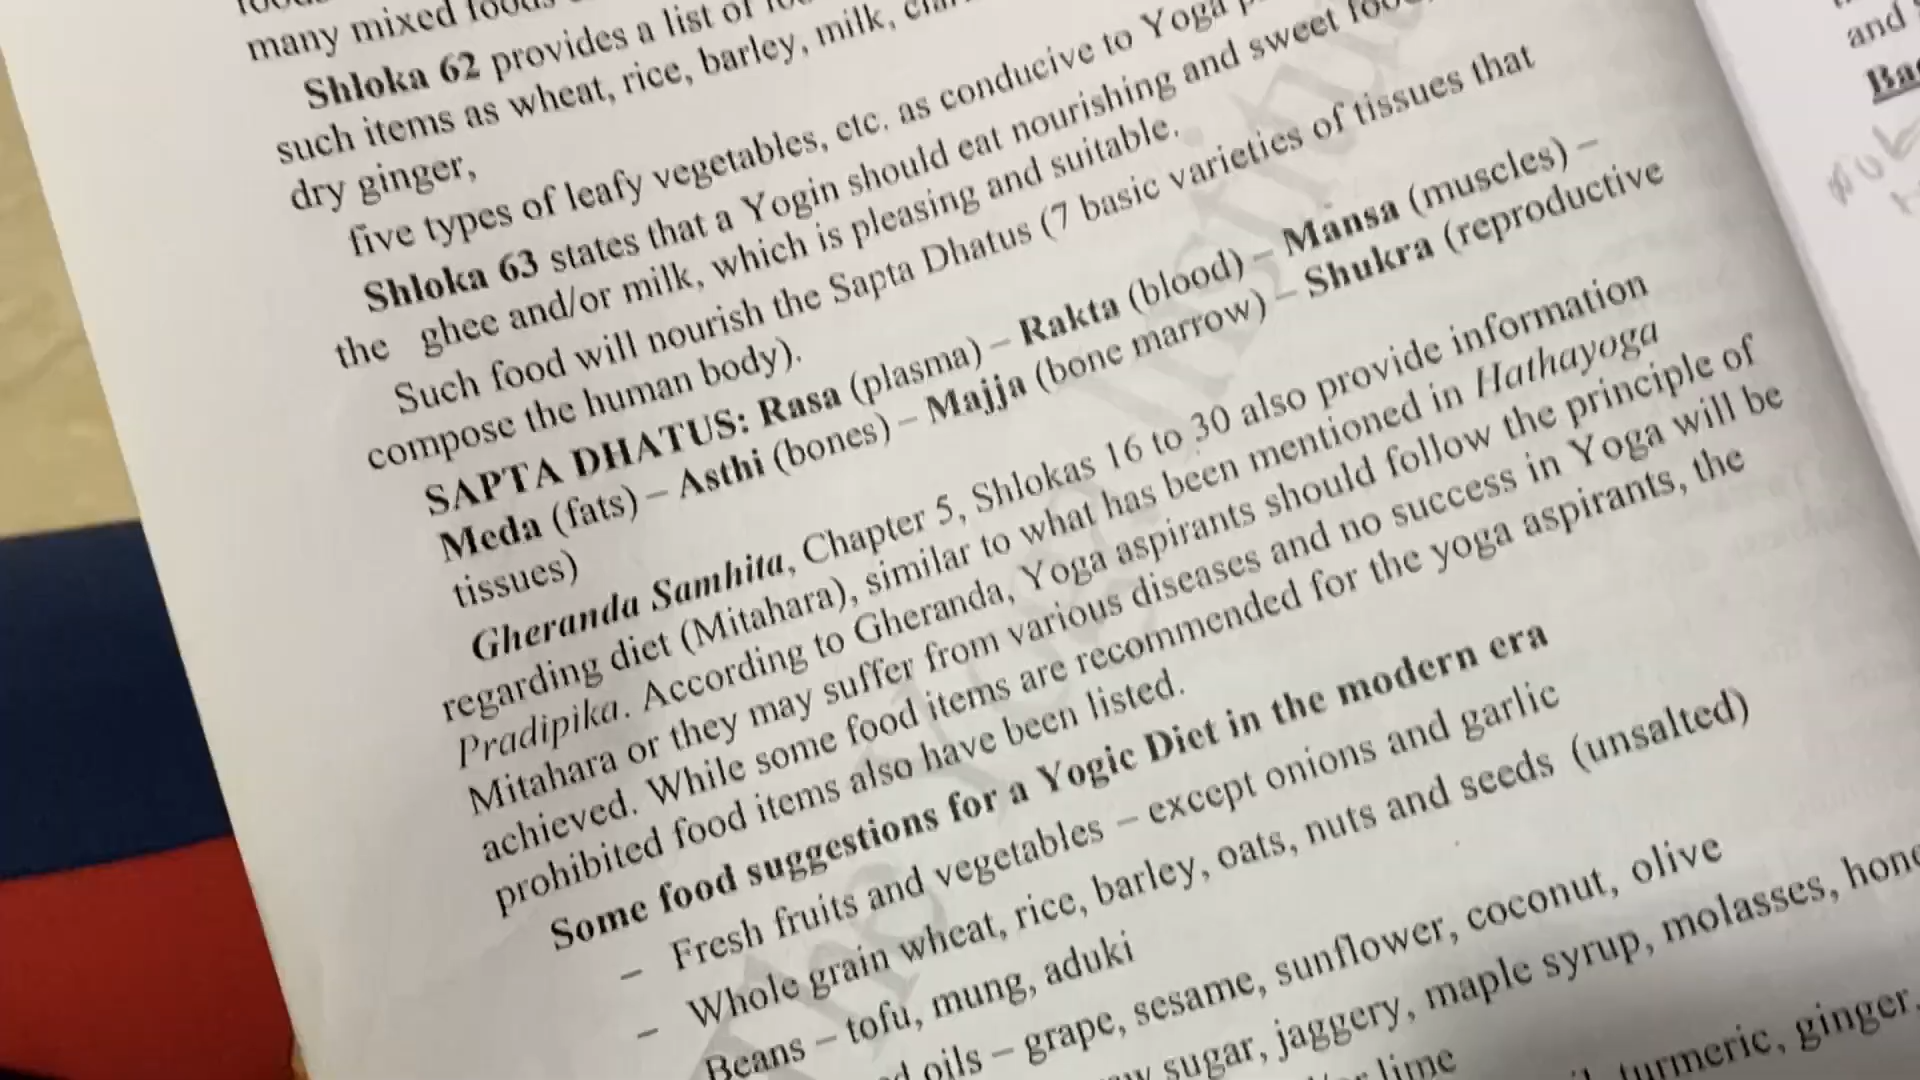 many mixed foods
Shloka 62 provides a list of
such items as wheat, rice, barley, milk,
dry ginger,
five types of leafy vegetables, etc. as conducive to Yoga
Shloka 63 states that a Yogin should eat nourishing and sweet
the ghee and/or milk, which is pleasing and suitable.
Such food will nourish the Sapta Dhatus (7 basic varieties of tissues that
compose the human body).
SAPTA DHATUS: Rasa (plasma) – Rakta (blood) – Mansa (muscles) –
Meda (fats) – Asthi (bones) – Majja (bone marrow) – Shukra (reproductive
tissues)
Gheranda Samhita, Chapter 5, Shlokas 16 to 30 also provide information
regarding diet (Mitahara), similar to what has been mentioned in Hathayoga
Pradipika. According to Gheranda, Yoga aspirants should follow the principle of
Mitahara or they may suffer from various diseases and no success in Yoga will be
achieved. While some food items are recommended for the yoga aspirants, the
prohibited food items also have been listed.
Some food suggestions for a Yogic Diet in the modern era
– Fresh fruits and vegetables – except onions and garlic
– Whole grain wheat, rice, barley, oats, nuts and seeds (unsalted)
Beans – tofu, mung, aduki
oils – grape, sesame, sunflower, coconut, olive
sugar, jaggery, maple syrup, molasses,
lime
turmeric, ginger,
and
The Yoga Institute